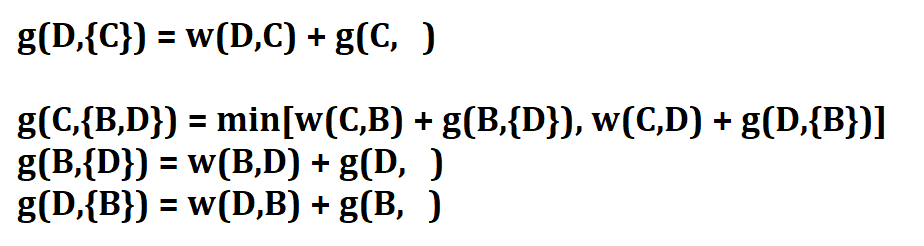 g(D,{C}) = w(D,C) + g(C,  )
g(C,{B,D}) = min[w(C,B) + g(B,{D}), w(C,D) + g(D,{B})]
g(B,{D}) = w(B,D) + g(D,  )
g(D,{B}) = w(D,B) + g(B,  )